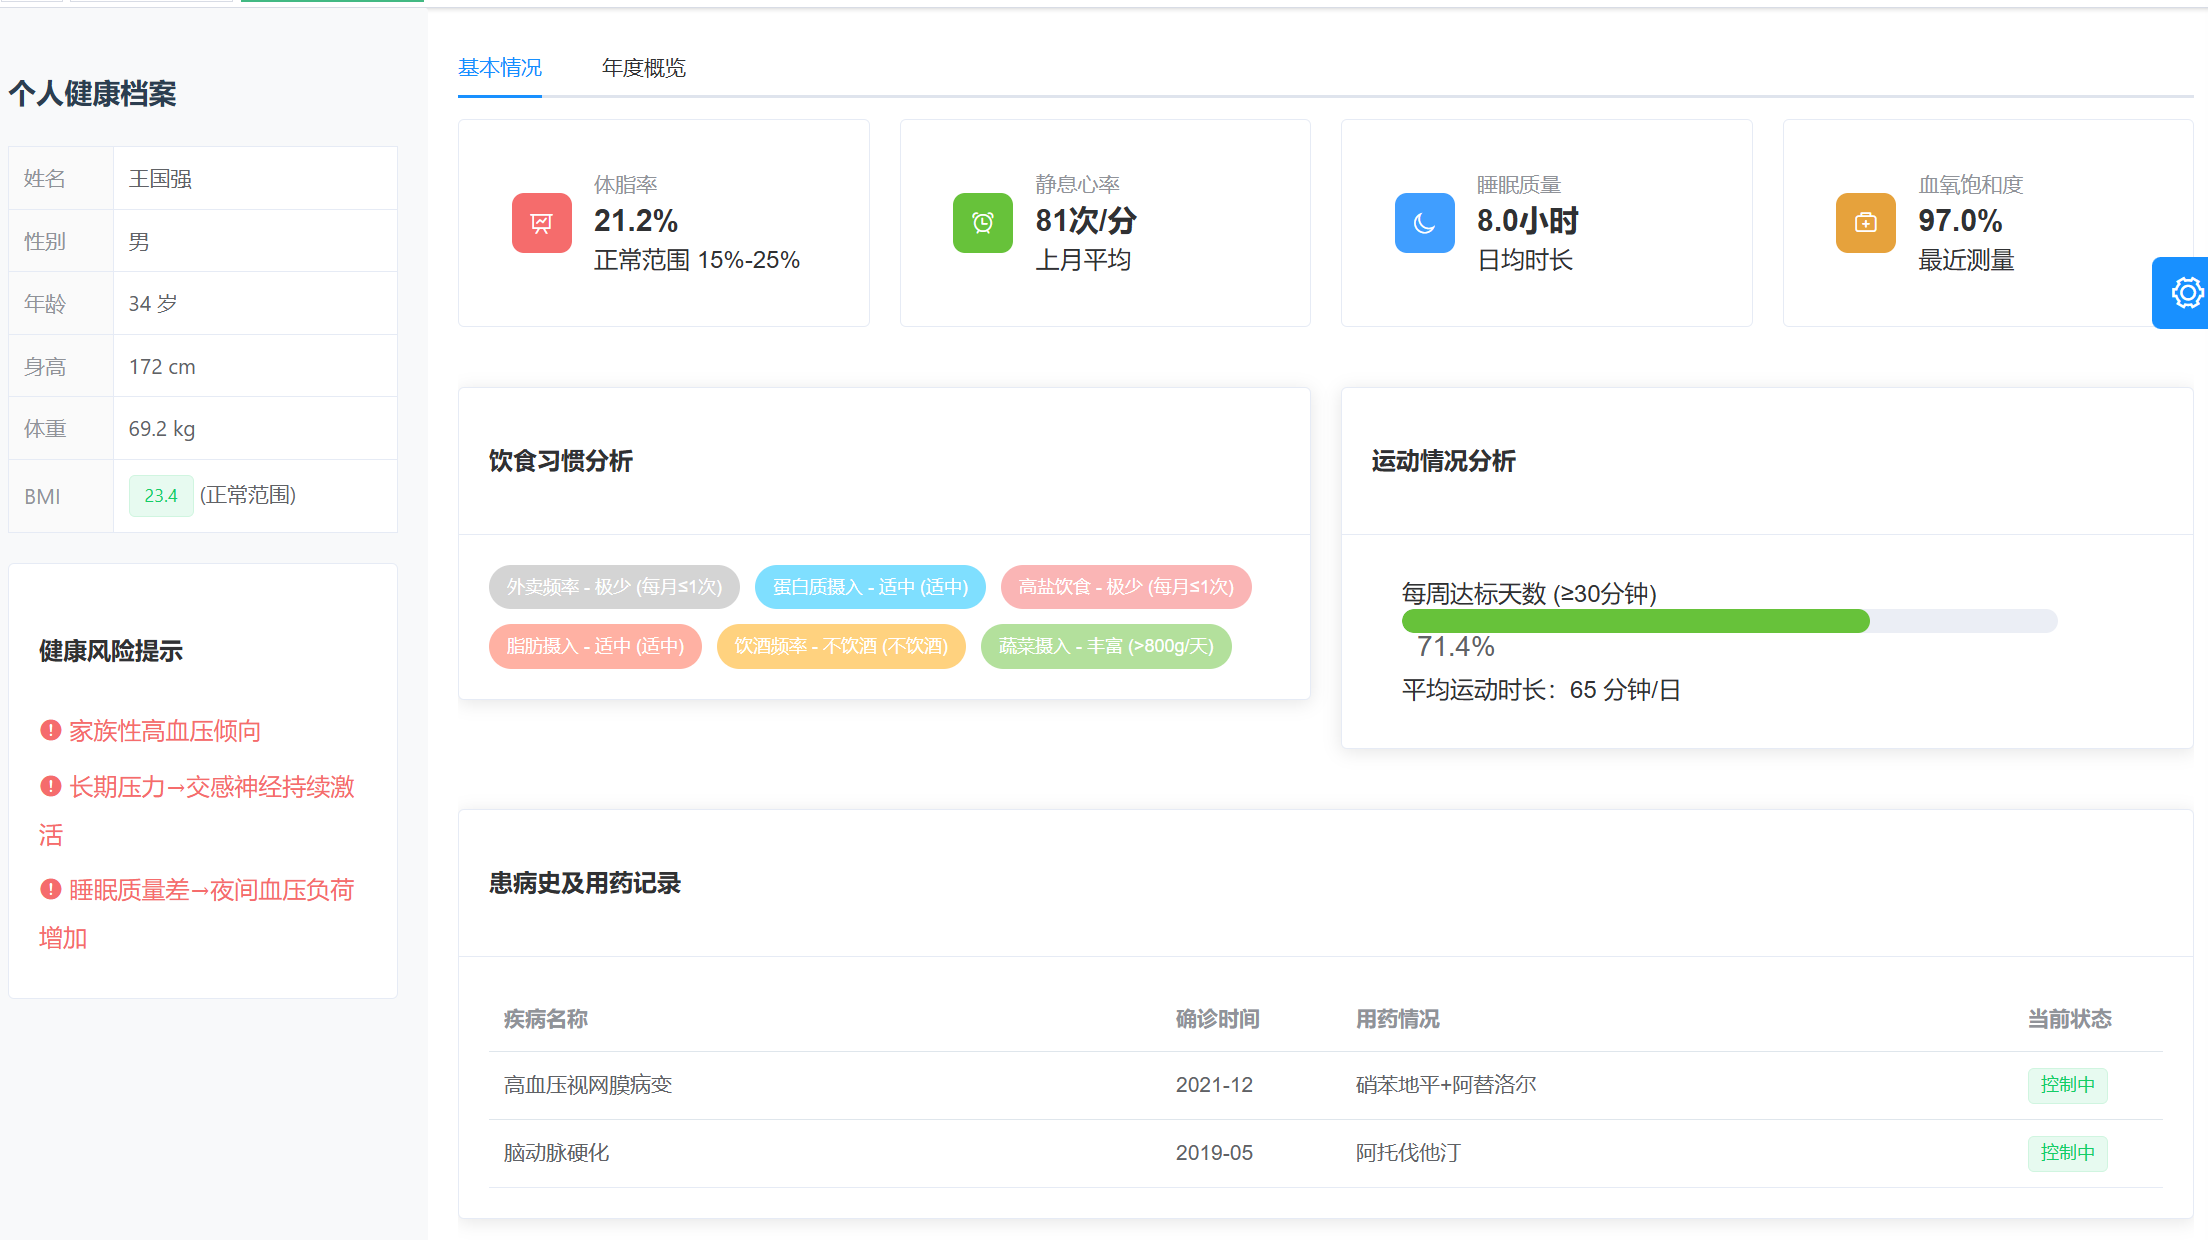 个人健康档案
姓名 王国强
性别 男
年龄 34 岁
身高 172 cm
体重 69.2 kg
BMI 23.4 (正常范围)
健康风险提示
家族性高血压倾向
长期压力→交感神经持续激
活
睡眠质量差→夜间血压负荷
增加
基本情况 年度概览
体脂率
21.2%
正常范围 15%-25%
静息心率
81次/分
上月平均
睡眠质量
8.0小时
日均时长
血氧饱和度
97.0%
最近测量
饮食习惯分析
外卖频率 - 极少 (每月≤1次) 蛋白质摄入 - 适中 (适中) 高盐饮食 - 极少 (每月≤1次)
脂肪摄入 - 适中 (适中) 饮酒频率 - 不饮酒 (不饮酒) 蔬菜摄入 - 丰富 (>800g/天)
运动情况分析
每周达标天数 (≥30分钟)
71.4%
平均运动时长：65 分钟/日
患病史及用药记录
疾病名称 确诊时间 用药情况 当前状态
高血压视网膜病变 2021-12 硝苯地平+阿替洛尔 控制中
脑动脉硬化 2019-05 阿托伐他汀 控制中